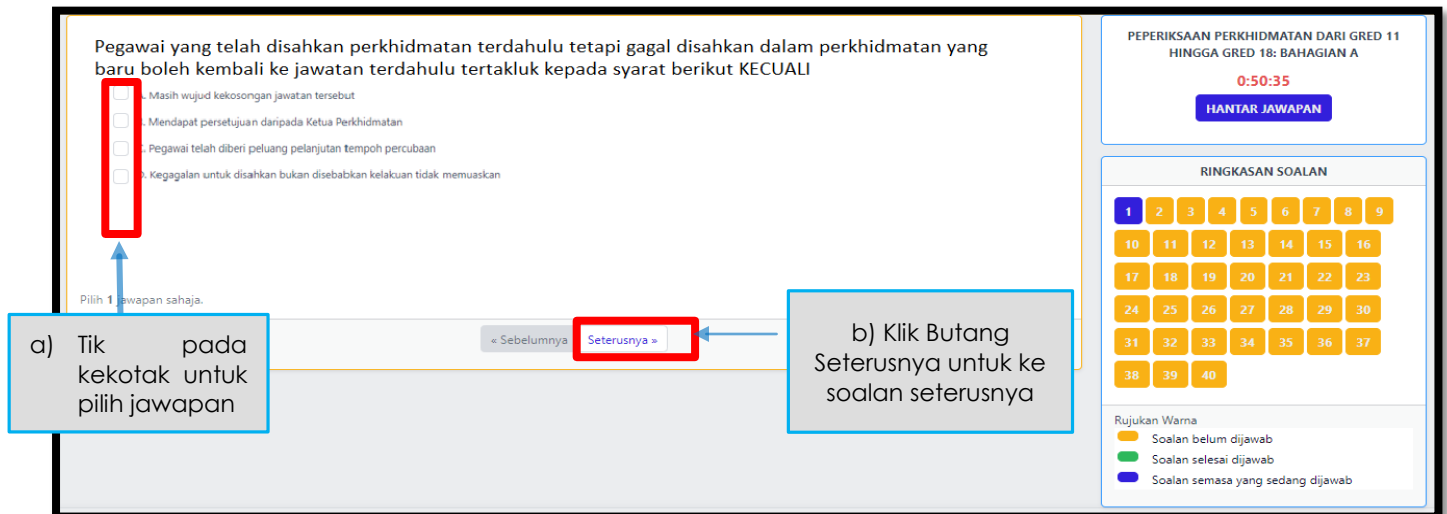 Pegawai yang telah disahkan perkhidmatan terdahulu tetapi gagal disahkan dalam perkhidmatan yang
baru boleh kembali ke jawatan terdahulu tertakluk kepada syarat berikut KECUALI
. Masih wujud kekosongan jawatan tersebut
. Mendapat persetujuan daripada Ketua Perkhidmatan
. Pegawai telah diberi peluang pelanjutan tempoh percubaan
. Kegagalan untuk disahkan bukan disebabkan kelakuan tidak memuaskan
Pilih 1 jawapan sahaja.
« Sebelumnya
Seterusnya »
a) Tik pada
kekotak untuk
pilih jawapan
b) Klik Butang
Seterusnya untuk ke
soalan seterusnya
PEPERIKSAAN PERKHIDMATAN DARI GRED 11
HINGGA GRED 18: BAHAGIAN A
0:50:35
HANTAR JAWAPAN
RINGKASAN SOALAN
1 2 3 4 5 6 7 8 9
10 11 12 13 14 15 16
17 18 19 20 21 22 23
24 25 26 27 28 29 30
31 32 33 34 35 36 37
38 39 40
Rujukan Warna
Soalan belum dijawab
Soalan selesai dijawab
Soalan semasa yang sedang dijawab